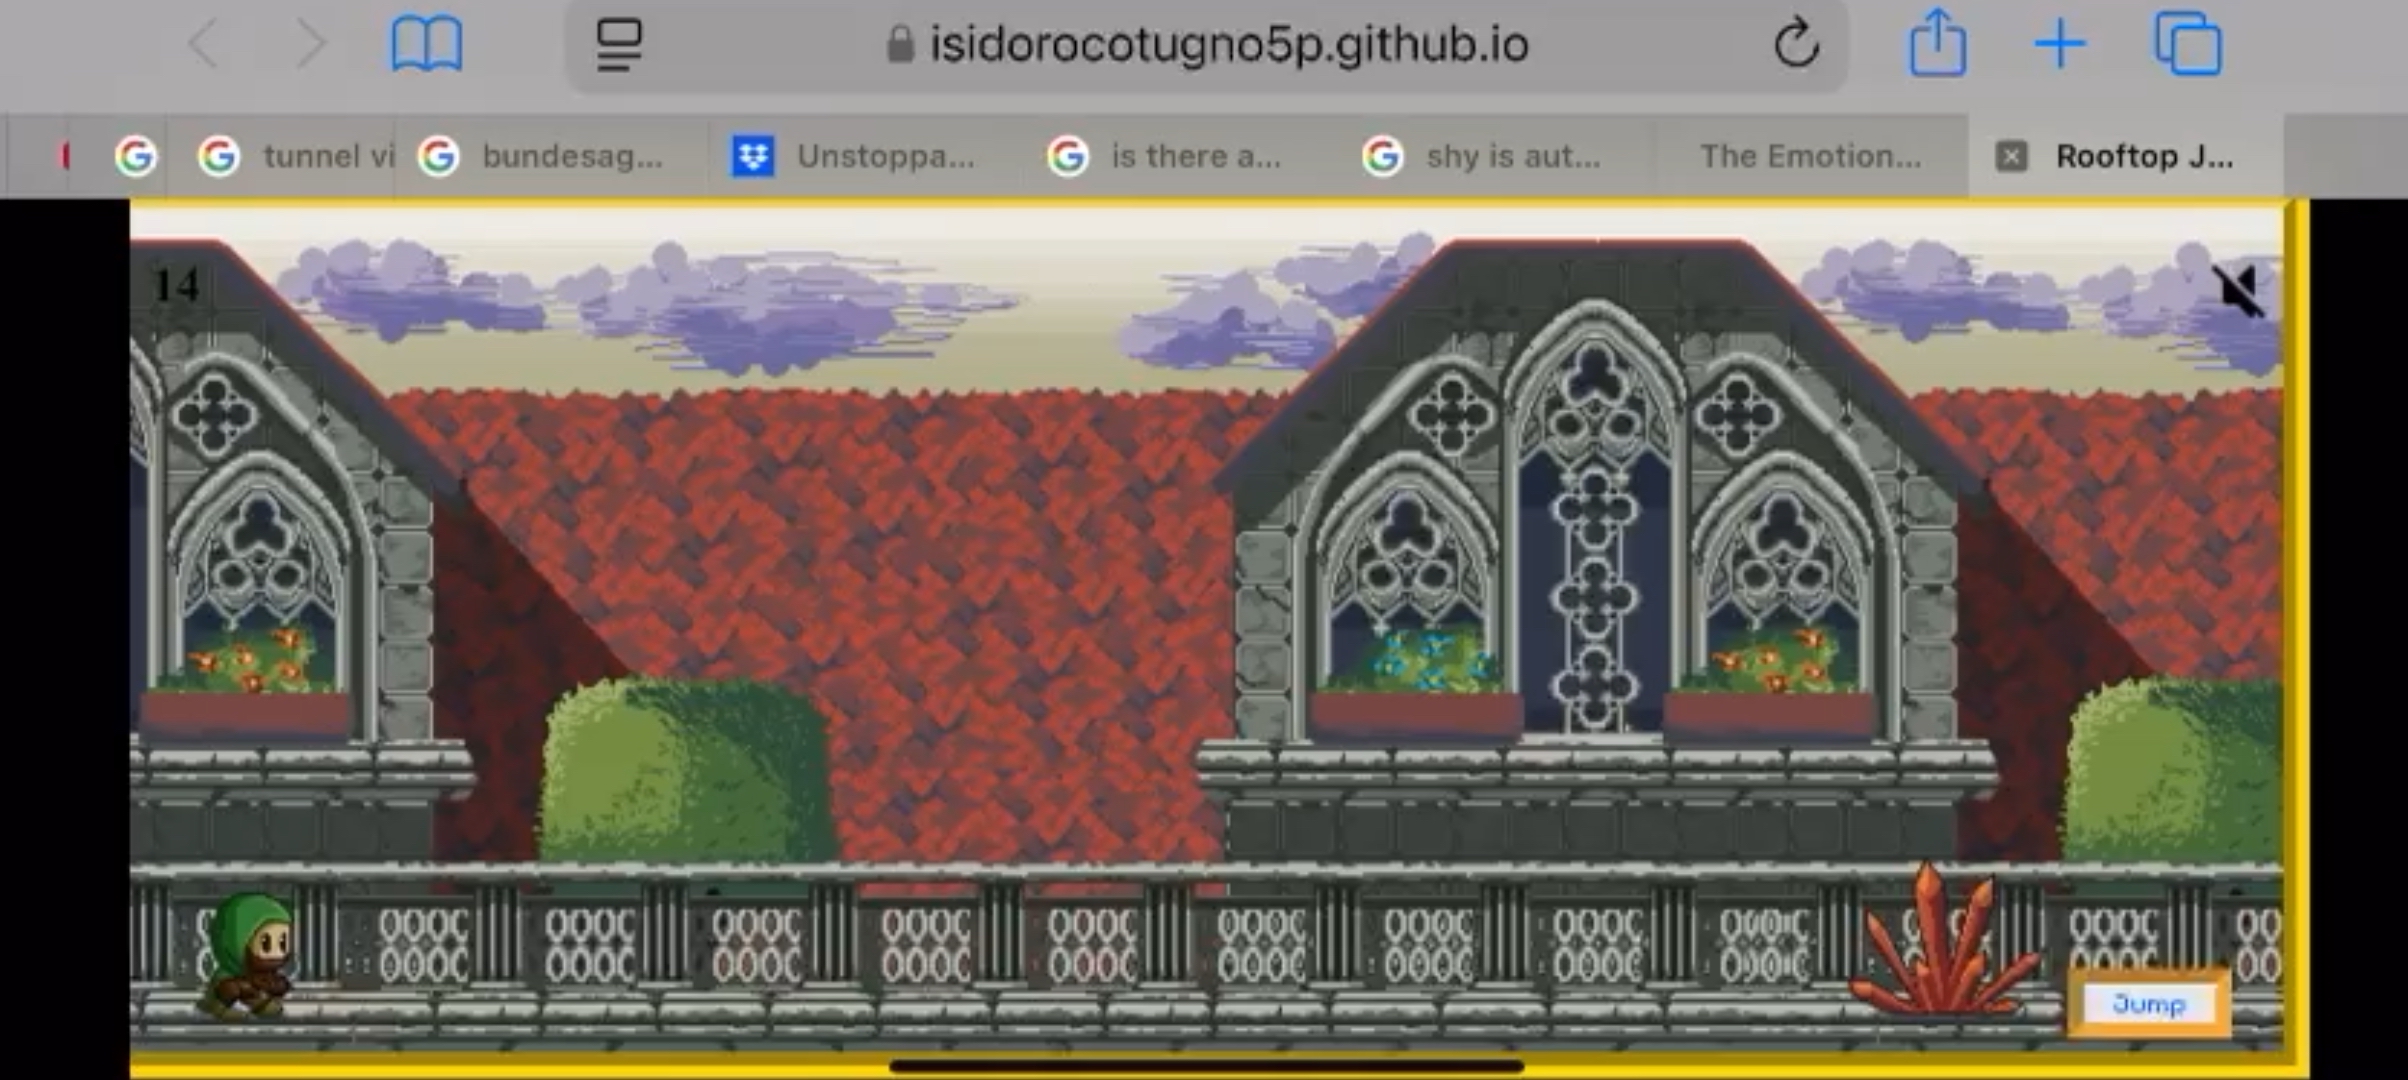 isidorocotugno5p.github.io
tunnel vi
bundesag...
Unstoppa...
is there a...
shy is aut...
The Emotion...
Rooftop J...
14
Jump